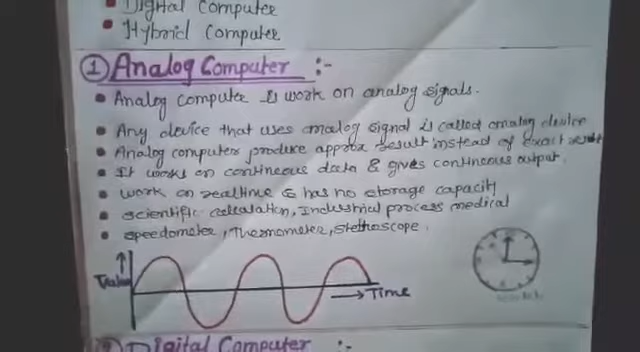 • Digital Computer
• Hybrid Computer
① Analog Computer :-
• Analog computer is work on analog signals.
• Any device that uses analog signal is called analog device
• Analog computer produce approx result instead of exact result
• It works on contineous data & gives contineous output.
• work on realtime & has no storage capacity
• scientific calculation, Industrial process medical
• speedometer, Thermometer, Stethoscope.
→ Time
② Digital Computer :-